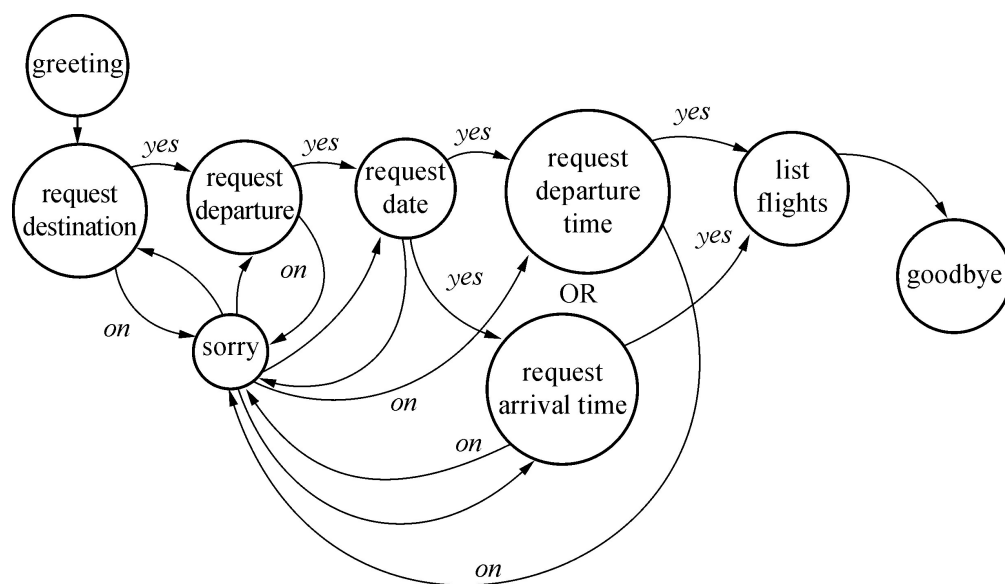 greeting
yes
yes
yes
yes
request
destination
request
departure
request
date
request
departure
time
list
flights
on
yes
yes
goodbye
OR
on
sorry
request
arrival time
on
on
on